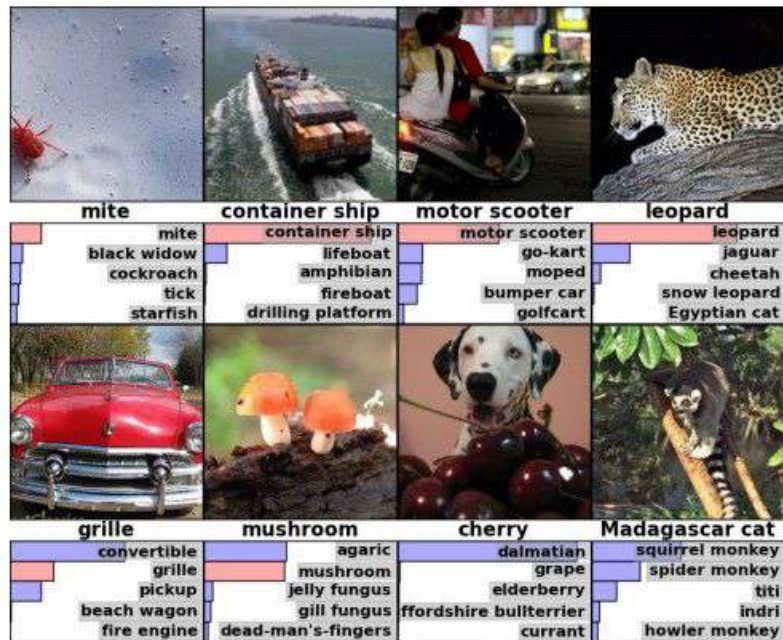 mite
container ship
motor scooter
leopard
mite
black widow
cockroach
tick
starfish
container ship
lifeboat
amphibian
fireboat
drilling platform
motor scooter
go-kart
moped
bumper car
golfcart
leopard
jaguar
cheetah
snow leopard
Egyptian cat
grille
mushroom
cherry
Madagascar cat
convertible
grille
pickup
beach wagon
fire engine
agaric
mushroom
jelly fungus
gill fungus
dead-man's-fingers
dalmatian
grape
elderberry
ffordshire bullterrier
currant
squirrel monkey
spider monkey
titi
indri
howler monkey